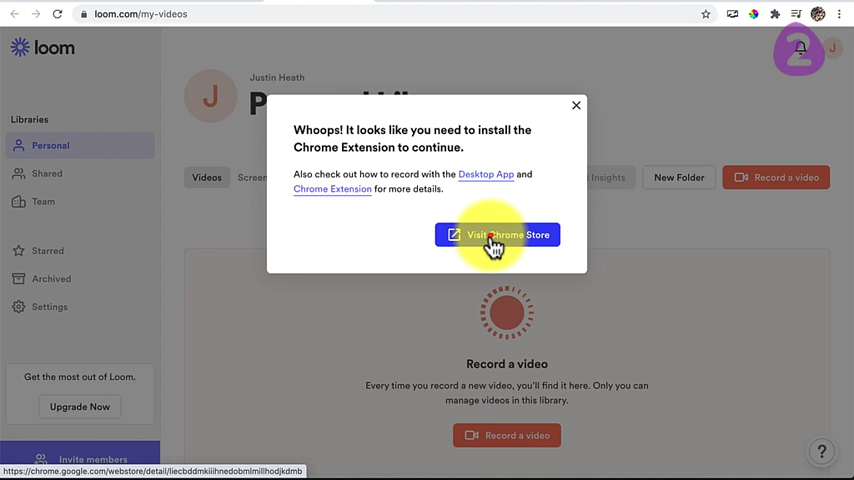 loom.com/my-videos
loom
2
J
Justin Heath
J
Libraries
Whoops! It looks like you need to install the
Chrome Extension to continue.
Personal
Also check out how to record with the Desktop App and
Chrome Extension for more details.
Shared
Videos
Screen
Insights
New Folder
Record a video
Team
Visit Chrome Store
Starred
Archived
Settings
Record a video
Get the most out of Loom.
Every time you record a new video, you'll find it here. Only you can
manage videos in this library.
Upgrade Now
Record a video
Invite members
?
https://chrome.google.com/webstore/detail/liecbddmkiiihnedobmlmillhodjkdmb